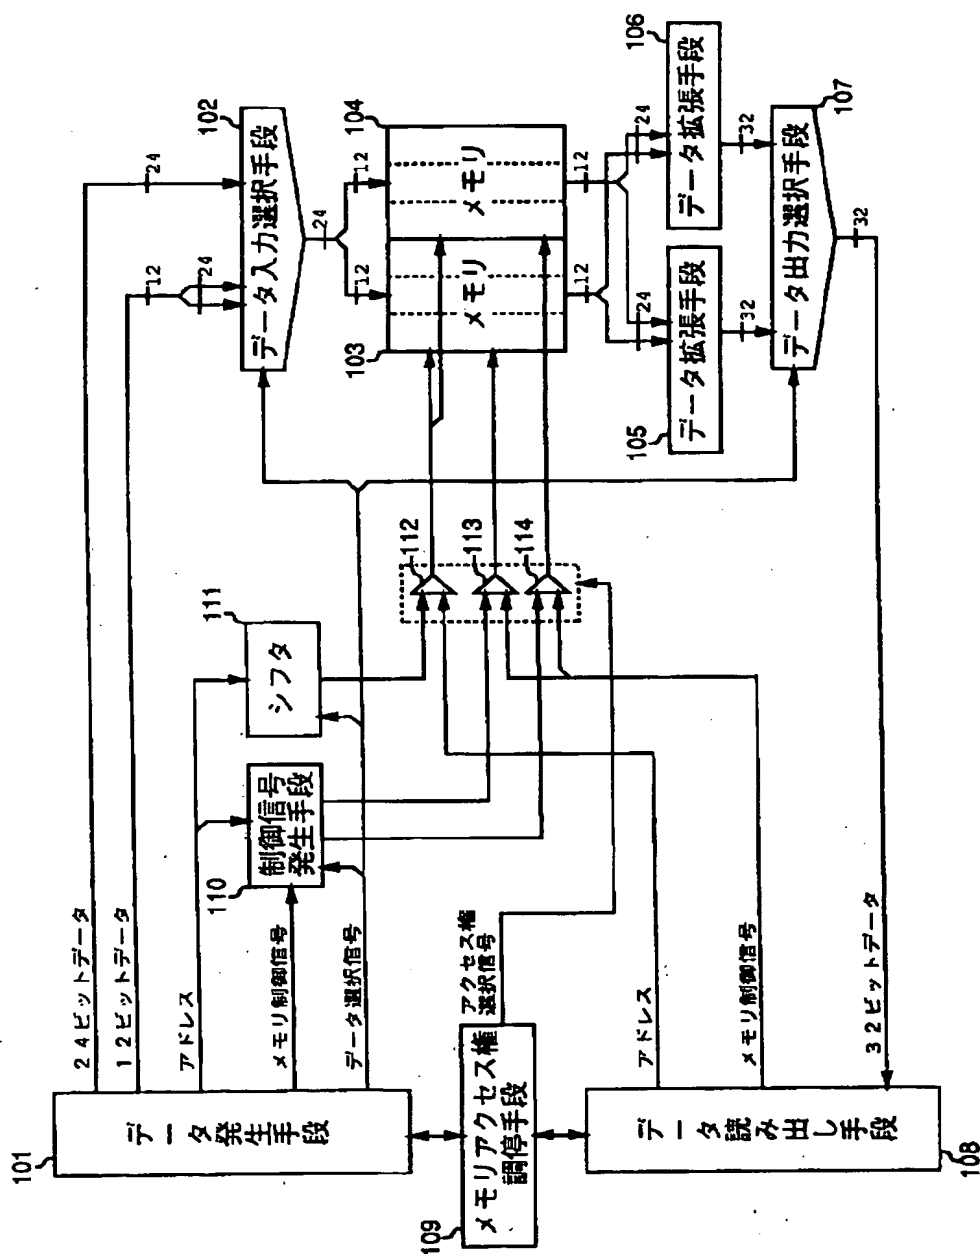 101
データ発生手段
24ビットデータ
12ビットデータ
アドレス
メモリ制御信号
データ選択信号
109
メモリアクセス権
調停手段
アクセス権
選択信号
108
データ読み出し手段
アドレス
メモリ制御信号
32ビットデータ
110
制御信号
発生手段
111
シフタ
112
113
114
24
12
24
102
データ入力選択手段
24
12
12
103
メモリ
104
メモリ
12
12
24
24
105
データ拡張手段
106
データ拡張手段
32
32
107
データ出力選択手段
32